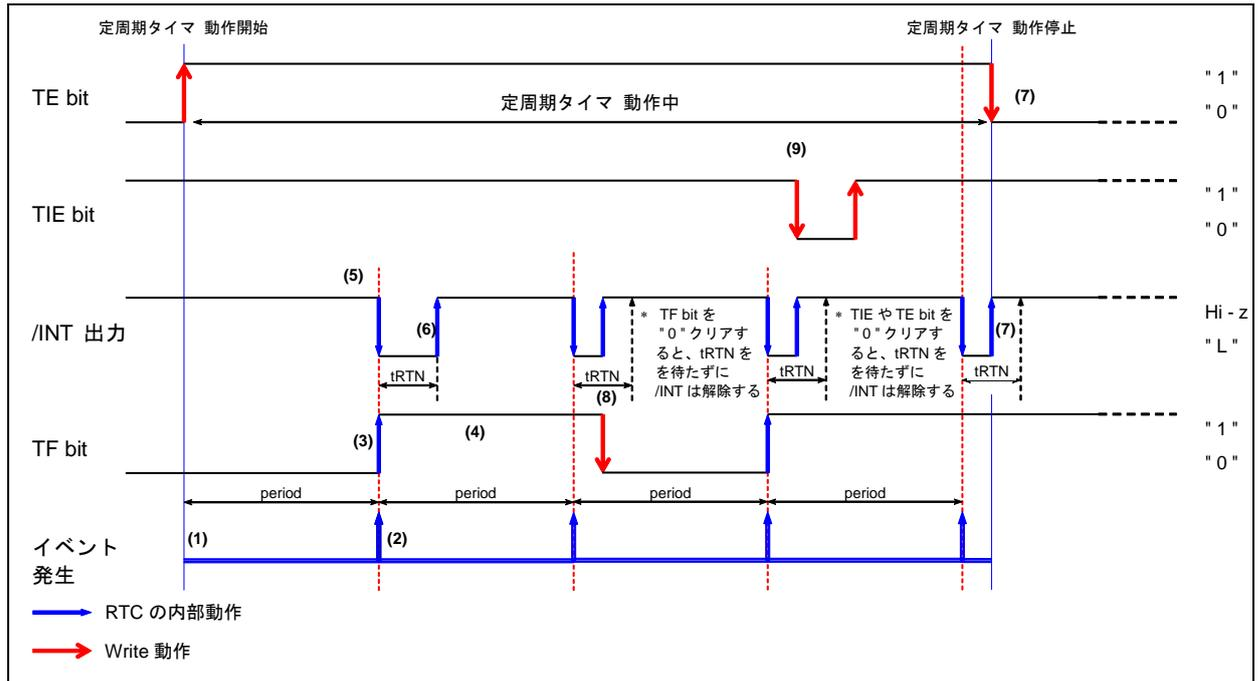 定周期タイマ 動作開始
定周期タイマ 動作停止
TE bit
定周期タイマ 動作中
(7)
" 1 "
" 0 "
(9)
TIE bit
" 1 "
" 0 "
(5)
/INT 出力
(6)
tRTN
tRTN
(8)
* TF bit を
" 0 " クリアす
ると、tRTN を
を待たずに
/INT は解除する
tRTN
* TIE や TE bit を
" 0 " クリアす
ると、tRTN を
を待たずに
/INT は解除する
(7)
tRTN
Hi - z
" L "
TF bit
(3)
(4)
" 1 "
" 0 "
period
period
period
period
イベント
発生
(1)
(2)
RTC の内部動作
Write 動作